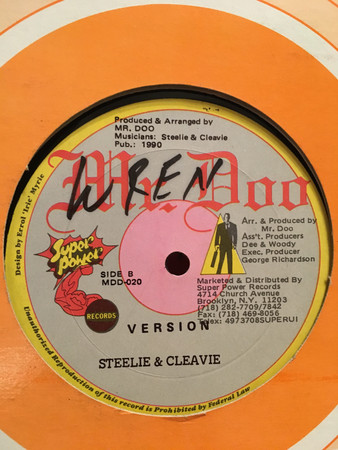 Produced & Arranged by
MR. DOO
Musicians: Steelie & Cleavie
Pub.: 1990
Mr. Doo
WREN
Design by Errol 'Irie' Myrie
Arr. & Produced by
Mr. Doo
Ass't. Producers
Dee & Woody
Exec. Producer
George Richardson
Super
Power
RECORDS
SIDE B
MDD-020
Marketed & Distributed By
Super Power Records
4714 Church Avenue
Brooklyn, N.Y. 11203
(718) 282-7709/7842
Fax: (718) 469-8056
Telex: 4973708SUPERUI
VERSION
STEELIE & CLEAVIE
Unauthorized Reproduction of this record is Prohibited by Federal Law